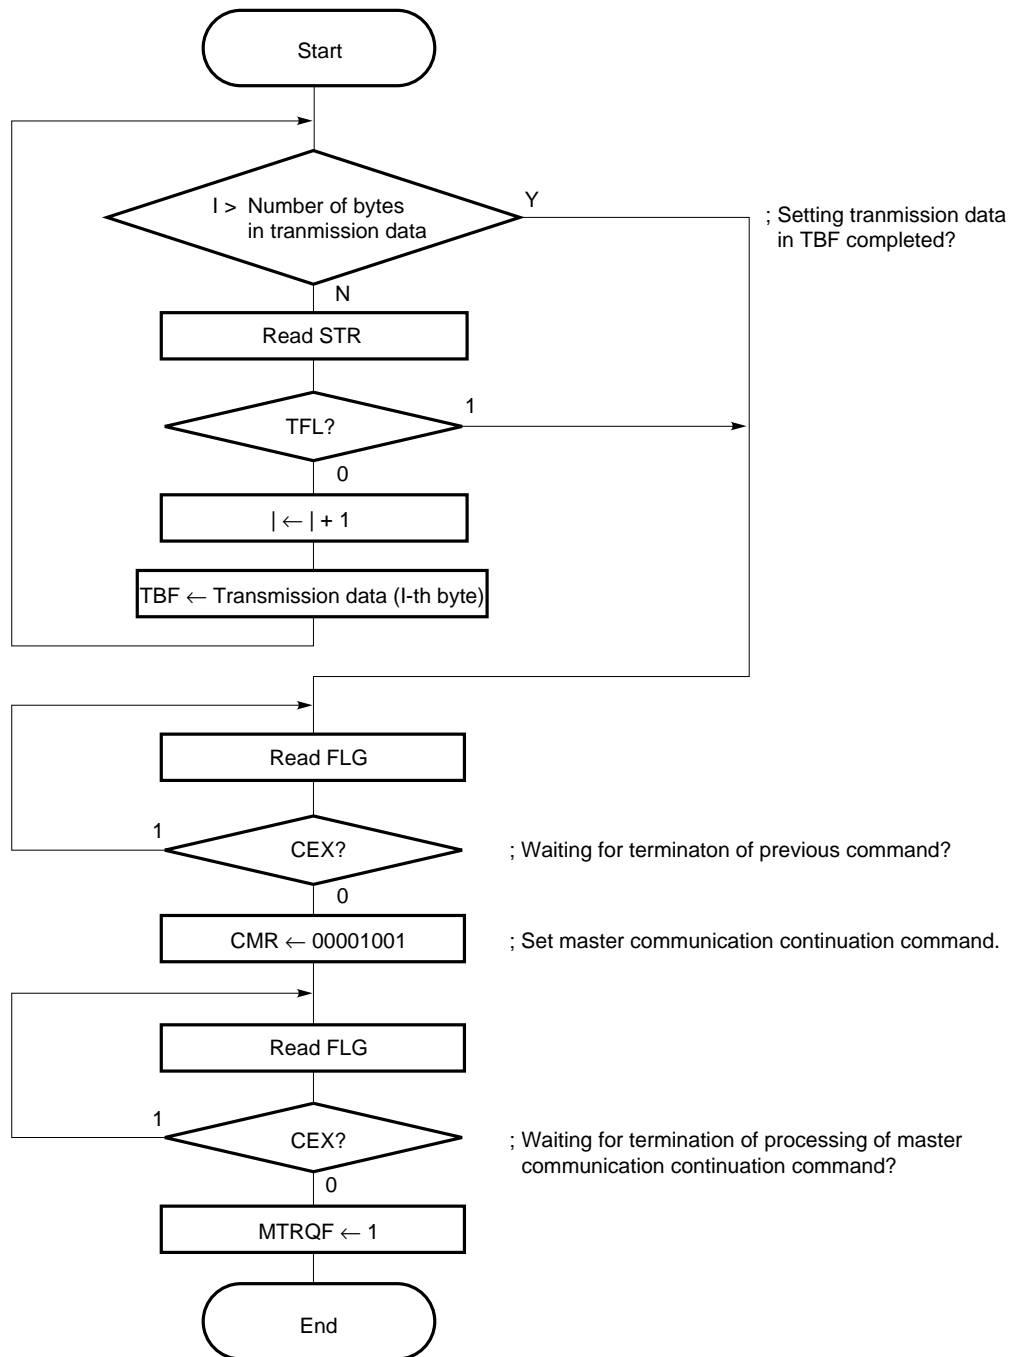 Start
I > Number of bytes
in tranmission data
Y
; Setting tranmission data
in TBF completed?
N
Read STR
TFL?
1
0
| ← | + 1
TBF ← Transmission data (I-th byte)
Read FLG
1
CEX?
; Waiting for terminaton of previous command?
0
CMR ← 00001001
; Set master communication continuation command.
Read FLG
1
CEX?
; Waiting for termination of processing of master
communication continuation command?
0
MTRQF ← 1
End